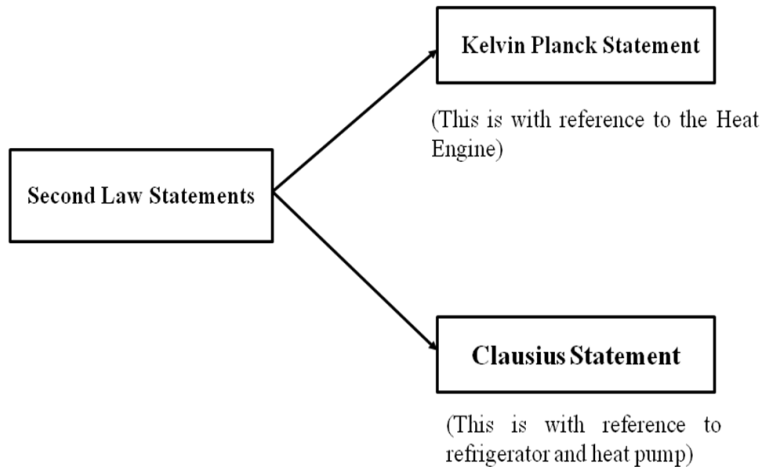 Kelvin Planck Statement
(This is with reference to the Heat
Engine)
Second Law Statements
Clausius Statement
(This is with reference to
refrigerator and heat pump)